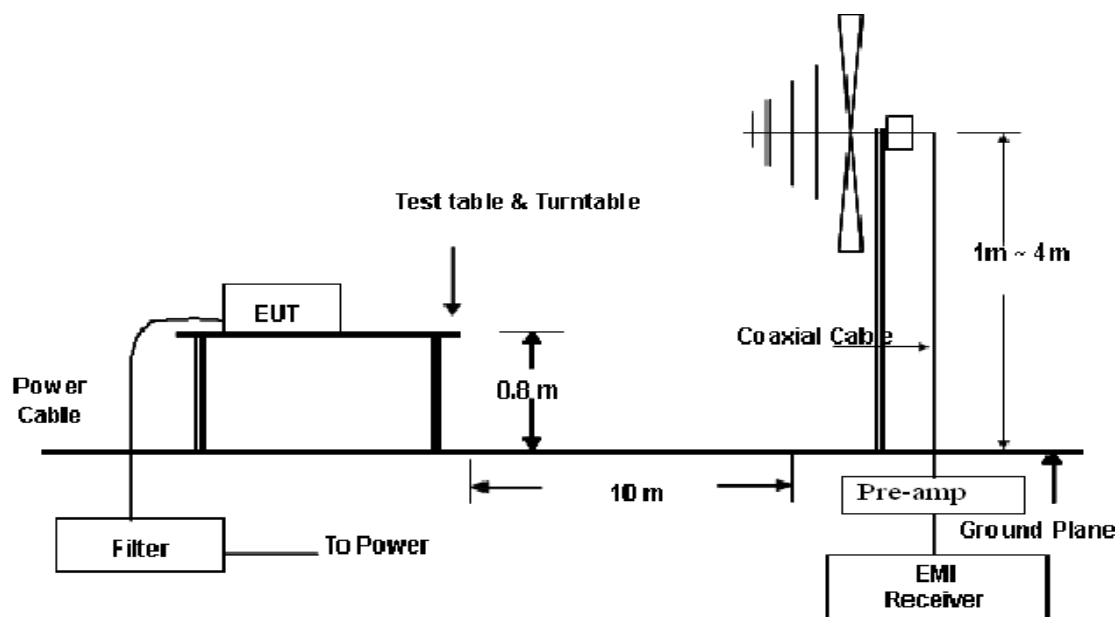 Test table & Turntable
1m ~ 4m
EUT
Coaxial Cable
0.8 m
Power
Cable
10 m
Pre-amp
Ground Plane
Filter
To Power
EMI
Receiver